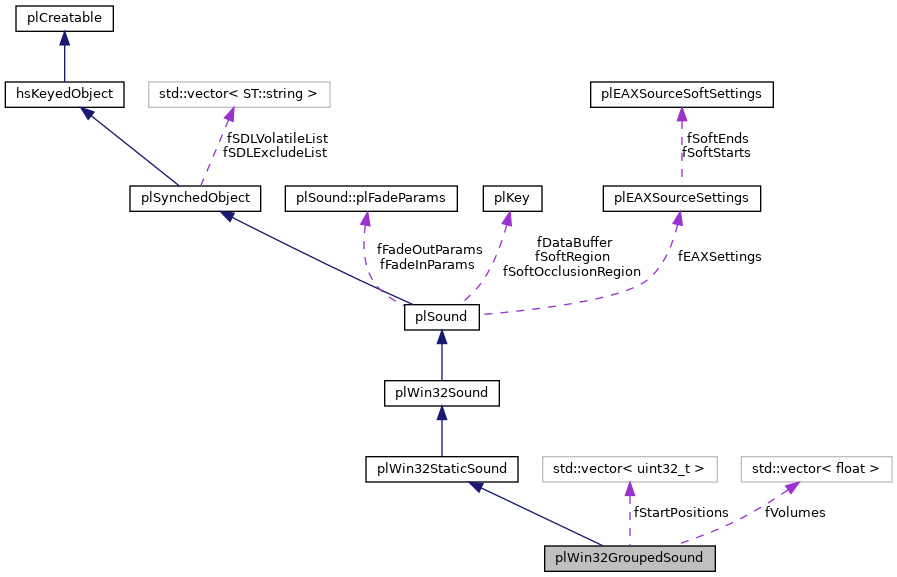 plCreatable
hsKeyedObject
std::vector< ST::string >
plEAXSourceSoftSettings
fSDLVolatileList
fSDLExcludeList
fSoftEnds
fSoftStarts
plSynchedObject
plSound::plFadeParams
plKey
plEAXSourceSettings
fFadeOutParams
fFadeInParams
fDataBuffer
fSoftRegion
fSoftOcclusionRegion
fEAXSettings
plSound
plWin32Sound
plWin32StaticSound
std::vector< uint32_t >
std::vector< float >
fStartPositions
fVolumes
plWin32GroupedSound